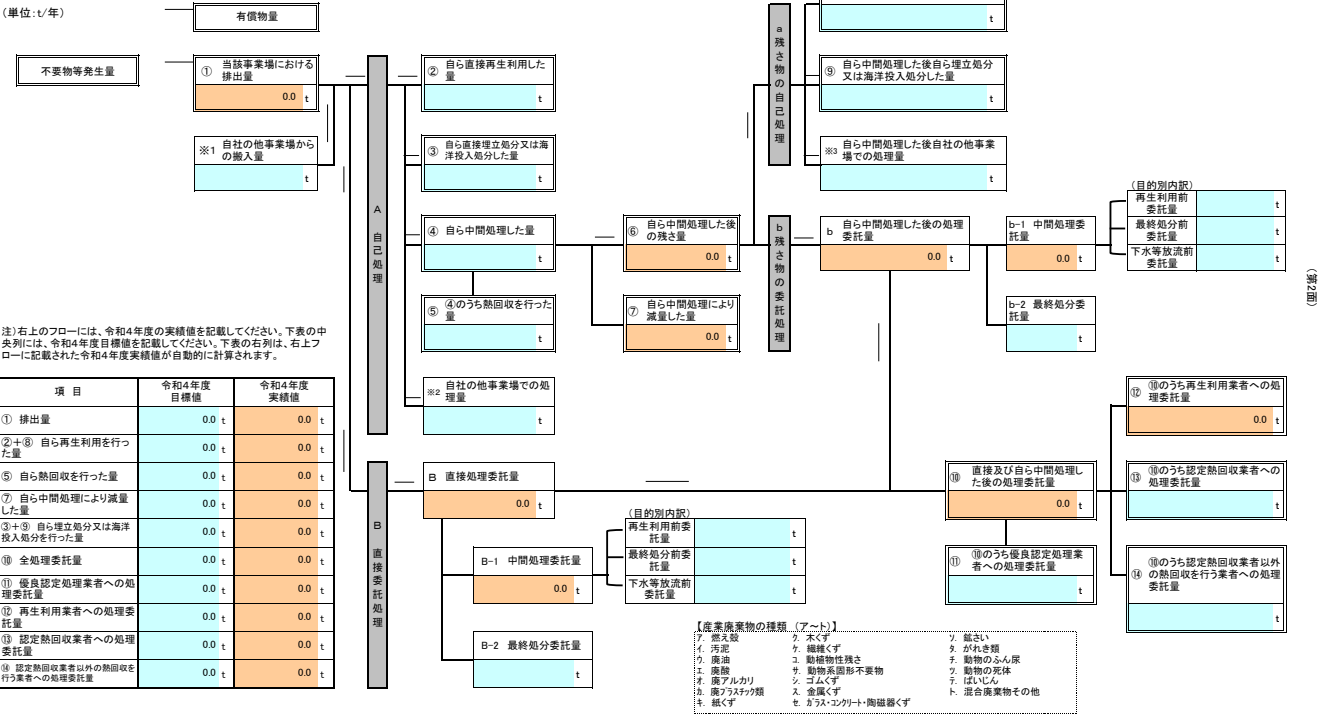 (単位:t/年)
有償物量
t
不要物等発生量
① 当該事業場における
排出量
0.0 t
※1 自社の他事業場から
の搬入量
t
A 自己処理
② 自ら直接再生利用した
量
t
③ 自ら直接埋立処分又は海
洋投入処分した量
t
④ 自ら中間処理した量
t
⑤ ④のうち熱回収を行った
量
t
※2 自社の他事業場での処
理量
t
⑥ 自ら中間処理した後
の残さ量
0.0 t
⑦ 自ら中間処理により
減量した量
0.0 t
a 残さ物の自己処理
⑨ 自ら中間処理した後自ら埋立処分
又は海洋投入処分した量
t
※3 自ら中間処理した後自社の他事業
場での処理量
t
b 残さ物の委託処理
b 自ら中間処理した後の処理
委託量
0.0 t
b-1 中間処理委
託量
0.0 t
(目的別内訳)
再生利用前
委託量
t
最終処分前
委託量
t
下水等放流前
委託量
t
b-2 最終処分委
託量
t
(第2面)
注)右上のフローには、令和4年度の実績値を記載してください。下表の中
央列には、令和4年度目標値を記載してください。下表の右列は、右上フ
ローに記載された令和4年度実績値が自動的に計算されます。
項 目 令和4年度 令和4年度
目標値 実績値
① 排出量 0.0 t 0.0 t
②+⑧ 自ら再生利用を行っ
た量 0.0 t 0.0 t
⑤ 自ら熱回収を行った量 0.0 t 0.0 t
⑦ 自ら中間処理により減量
した量 0.0 t 0.0 t
③+⑨ 自ら埋立処分又は海洋
投入処分を行った量 0.0 t 0.0 t
⑩ 全処理委託量 0.0 t 0.0 t
⑪ 優良認定処理業者への処
理委託量 0.0 t 0.0 t
⑫ 再生利用業者への処理委
託量 0.0 t 0.0 t
⑬ 認定熱回収業者への処理
委託量 0.0 t 0.0 t
⑭ 認定熱回収業者以外の熱回収を
行う業者への処理委託量 0.0 t 0.0 t
B 直接委託処理
B 直接処理委託量
0.0 t
B-1 中間処理委託量
0.0 t
(目的別内訳)
再生利用前委
託量
t
最終処分前委
託量
t
下水等放流前
委託量
t
B-2 最終処分委託量
t
⑩ 直接及び自ら中間処理し
た後の処理委託量
0.0 t
⑪ ⑩のうち優良認定処理業
者への処理委託量
t
⑫ ⑩のうち再生利用業者への処
理委託量
0.0 t
⑬ ⑩のうち認定熱回収業者への
処理委託量
t
⑭ ⑩のうち認定熱回収業者以外
の熱回収を行う業者への処理
委託量
t
【産業廃棄物の種類 (ア~ト)】
ア. 燃え殻 ク. 木くず ソ. 鉱さい
イ. 汚泥 ケ. 繊維くず タ. がれき類
ウ. 廃油 コ. 動植物性残さ チ. 動物のふん尿
エ. 廃酸 サ. 動物系固形不要物 ツ. 動物の死体
オ. 廃アルカリ シ. ゴムくず テ. ばいじん
カ. 廃プラスチック類 ス. 金属くず ト. 混合廃棄物その他
キ. 紙くず セ. ガラス・コンクリート・陶磁器くず